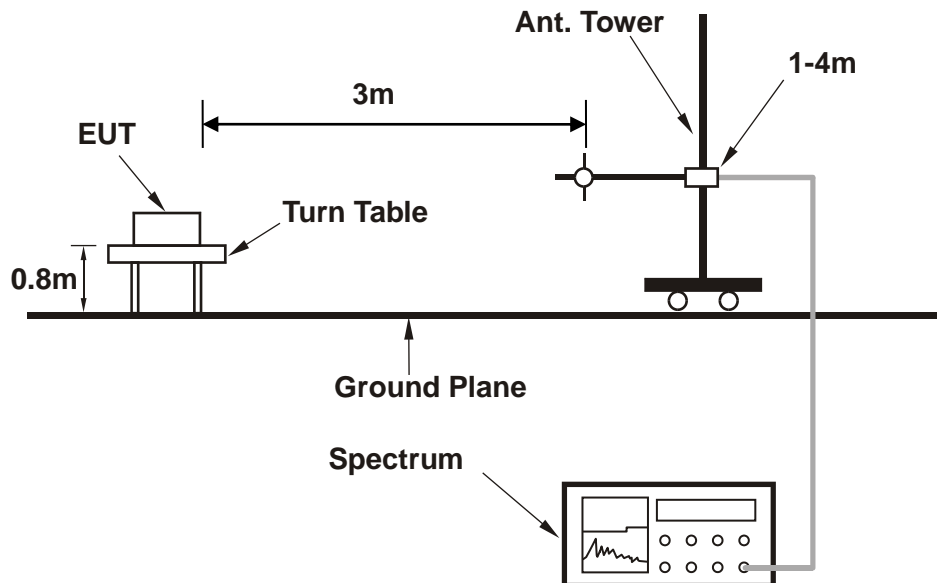 Ant. Tower
1-4m
3m
EUT
Turn Table
0.8m
Ground Plane
Spectrum